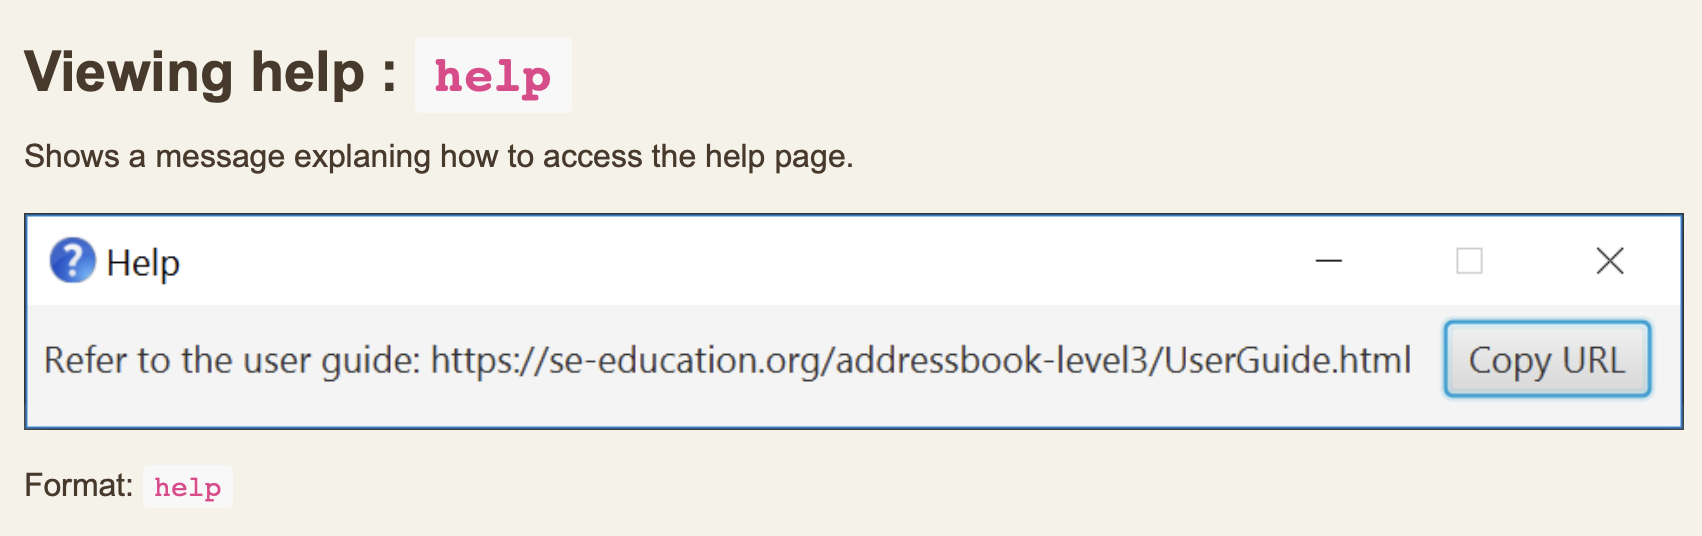 Viewing help : help
Shows a message explaning how to access the help page.
Help
Refer to the user guide: https://se-education.org/addressbook-level3/UserGuide.html Copy URL
Format: help